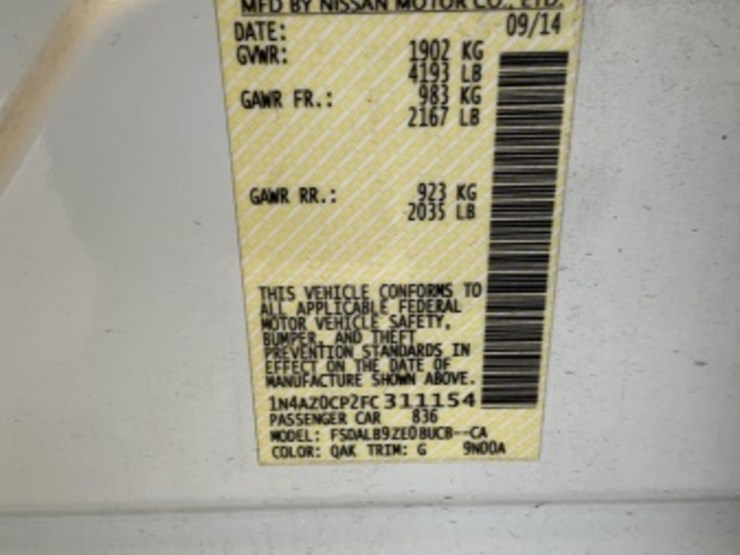 MFD BY NISSAN MOTOR CO., LTD.
DATE: 09/14
GVWR: 1902 KG
4193 LB
GAWR FR.: 983 KG
2167 LB
GAWR RR.: 923 KG
2035 LB
THIS VEHICLE CONFORMS TO
ALL APPLICABLE FEDERAL
MOTOR VEHICLE SAFETY,
BUMPER, AND THEFT
PREVENTION STANDARDS IN
EFFECT ON THE DATE OF
MANUFACTURE SHOWN ABOVE.
1N4AZ0CP2FC311154
PASSENGER CAR 836
MODEL: FSDALB9ZE0BUCB--CA
COLOR: QAK TRIM: G 9N00A